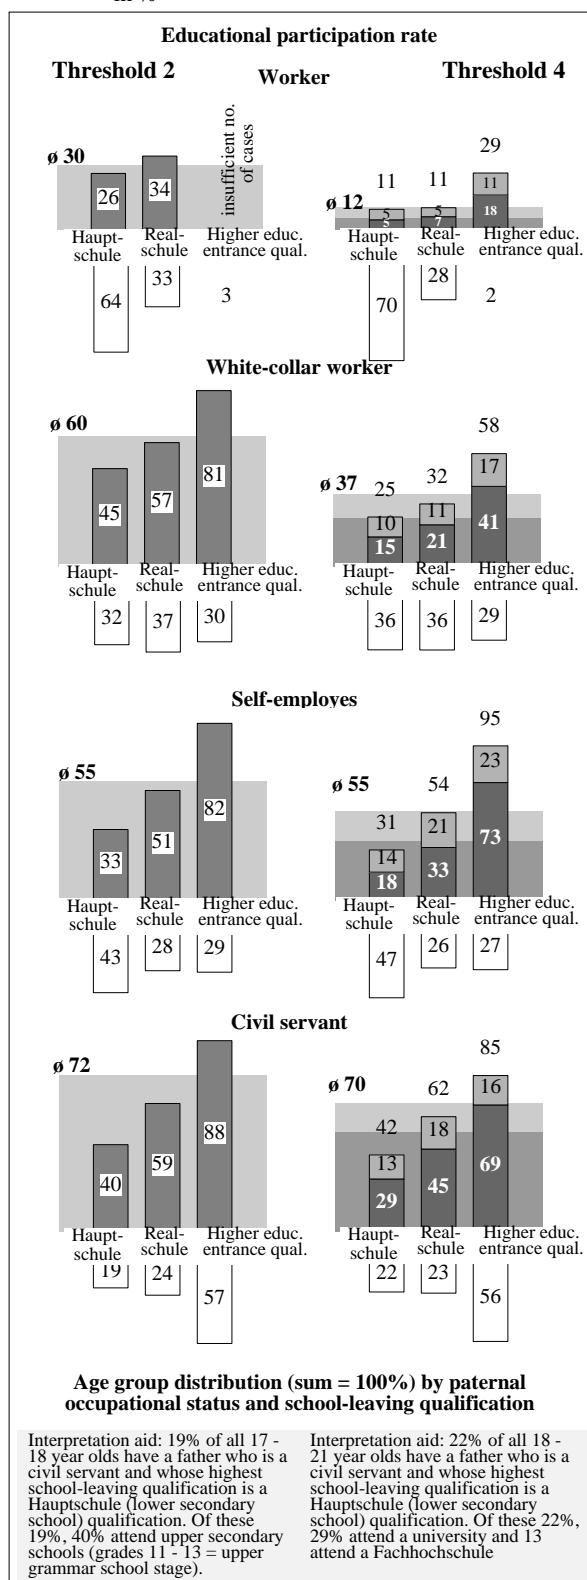 in %
Educational participation rate
Threshold 2
Threshold 4
Worker
ø 30
26
34
insufficient no.
of cases
Haupt-
schule
Real-
schule
Higher educ.
entrance qual.
64
33
3
ø 12
11
11
29
5
5
11
5
7
18
Haupt-
schule
Real-
schule
Higher educ.
entrance qual.
70
28
2
White-collar worker
ø 60
45
57
81
Haupt-
schule
Real-
schule
Higher educ.
entrance qual.
32
37
30
ø 37
25
32
58
10
11
17
15
21
41
Haupt-
schule
Real-
schule
Higher educ.
entrance qual.
36
36
29
Self-employes
ø 55
33
51
82
Haupt-
schule
Real-
schule
Higher educ.
entrance qual.
43
28
29
ø 55
31
54
95
14
21
23
18
33
73
Haupt-
schule
Real-
schule
Higher educ.
entrance qual.
47
26
27
Civil servant
ø 72
40
59
88
Haupt-
schule
Real-
schule
Higher educ.
entrance qual.
19
24
57
ø 70
42
62
85
13
18
16
29
45
69
Haupt-
schule
Real-
schule
Higher educ.
entrance qual.
22
23
56
Age group distribution (sum = 100%) by paternal
occupational status and school-leaving qualification
Interpretation aid: 19% of all 17 -
18 year olds have a father who is a
civil servant and whose highest
school-leaving qualification is a
Hauptschule (lower secondary
school) qualification. Of these
19%, 40% attend upper secondary
schools (grades 11 - 13 = upper
grammar school stage).
Interpretation aid: 22% of all 18 -
21 year olds have a father who is a
civil servant and whose highest
school-leaving qualification is a
Hauptschule (lower secondary
school) qualification. Of these 22%,
29% attend a university and 13
attend a Fachhochschule